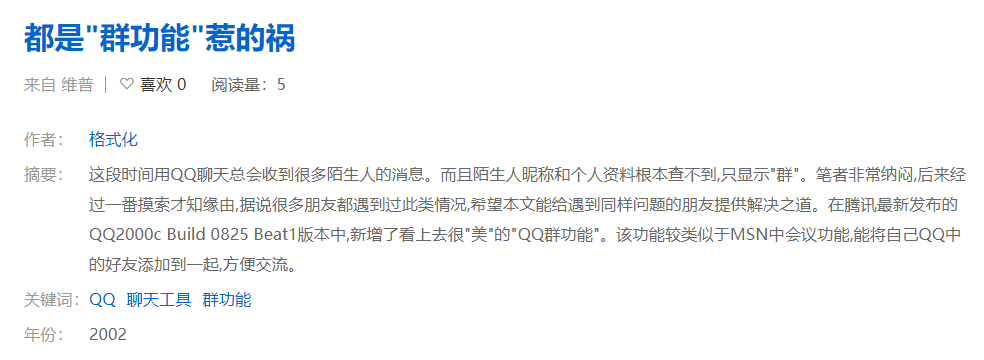 都是"群功能"惹的祸
来自 维普 ♡ 喜欢 0 阅读量：5
作者： 格式化
摘要： 这段时间用QQ聊天总会收到很多陌生人的消息。而且陌生人昵称和个人资料根本查不到,只显示"群"。笔者非常纳闷,后来经
过一番摸索才知缘由,据说很多朋友都遇到过此类情况,希望本文能给遇到同样问题的朋友提供解决之道。在腾讯最新发布的
QQ2000c Build 0825 Beat1版本中,新增了看上去很"美"的"QQ群功能"。该功能较类似于MSN中会议功能,能将自己QQ中
的好友添加到一起,方便交流。
关键词： QQ 聊天工具 群功能
年份： 2002